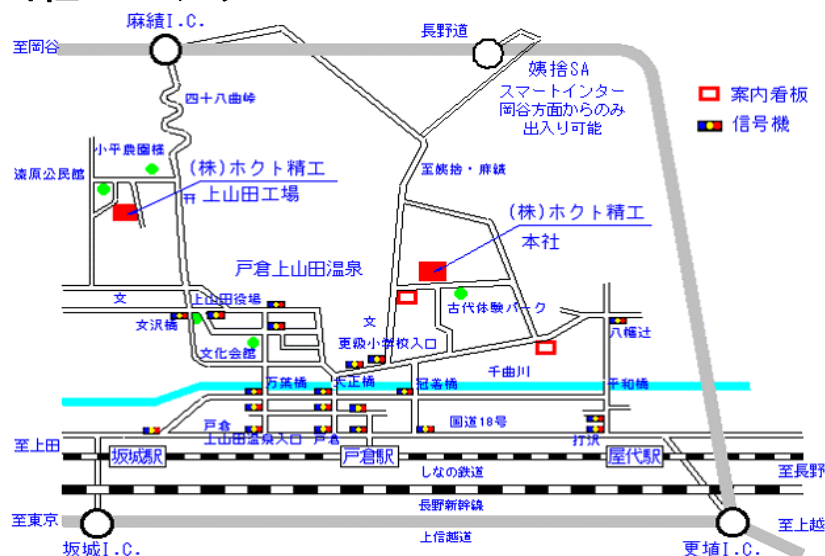 麻績I.C.
至岡谷
長野道
姨捨SA
スマートインター
岡谷方面からのみ
出入り可能
案内看板
信号機
四十八曲峠
小平農園様
漆原公民館
(株)ホクト精工
上山田工場
至姨捨・麻績
(株)ホクト精工
本社
戸倉上山田温泉
文
上山田役場
文
古代体験パーク
女沢橋
更級小学校入口
八幡辻
文化会館
千曲川
万葉橋
大正橋
冠着橋
平和橋
戸倉
上山田温泉入口
戸倉
国道18号
打沢
至上田
坂城駅
戸倉駅
屋代駅
しなの鉄道
至長野
長野新幹線
至東京
上信越道
至上越
坂城I.C.
更埴I.C.